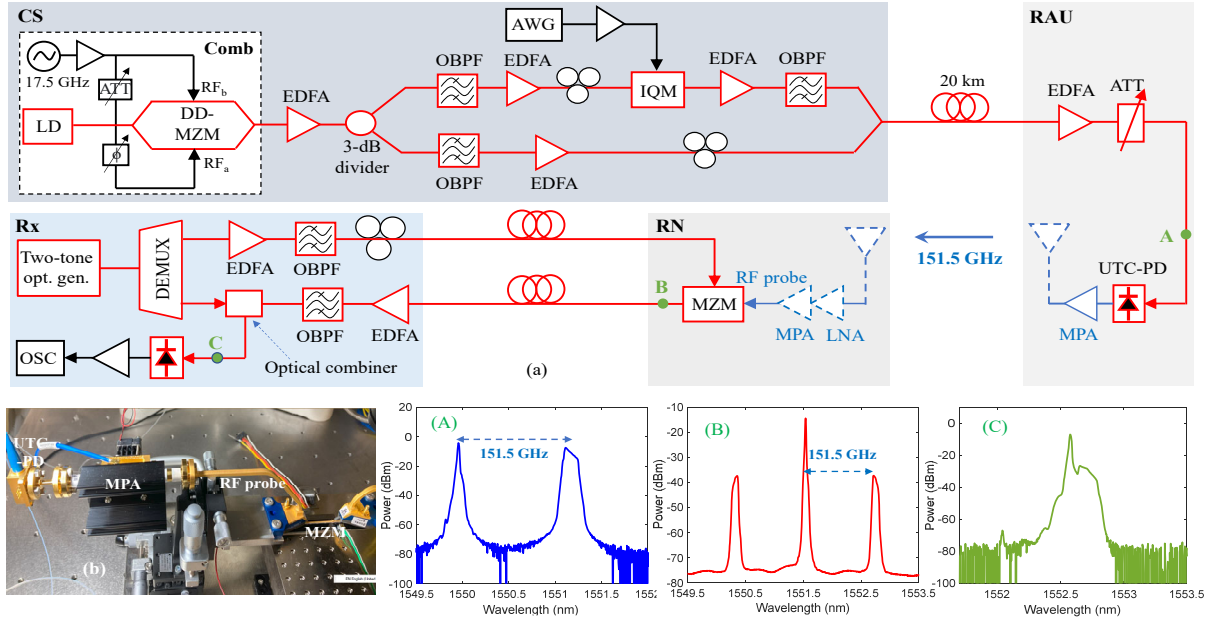 CS
RAU
Comb
17.5 GHz
ATT
RF_b
LD
DD-
MZM
ϕ
RF_a
EDFA
3-dB
divider
AWG
OBPF
EDFA
IQM
EDFA
OBPF
OBPF
EDFA
20 km
EDFA
ATT
A
151.5 GHz
UTC-PD
MPA
Rx
Two-tone
opt. gen.
DEMUX
EDFA
OBPF
OBPF
EDFA
C
OSC
Optical combiner
(a)
RN
B
MZM
RF probe
MPA
LNA
UTC
-PD
MPA
RF probe
MZM
(b)
(A)
151.5 GHz
Power (dBm)
20
0
-20
-40
-60
-80
-100
1549.5
1550
1550.5
1551
1551.5
Wavelength (nm)
(B)
151.5 GHz
Power (dBm)
-10
-20
-30
-40
-50
-60
-70
-80
1550
1550.5
1551.5
1552.5
1553.5
Wavelength (nm)
(C)
Power (dBm)
20
0
-20
-40
-60
-80
-100
1552
1552.5
1553
1553.5
Wavelength (nm)